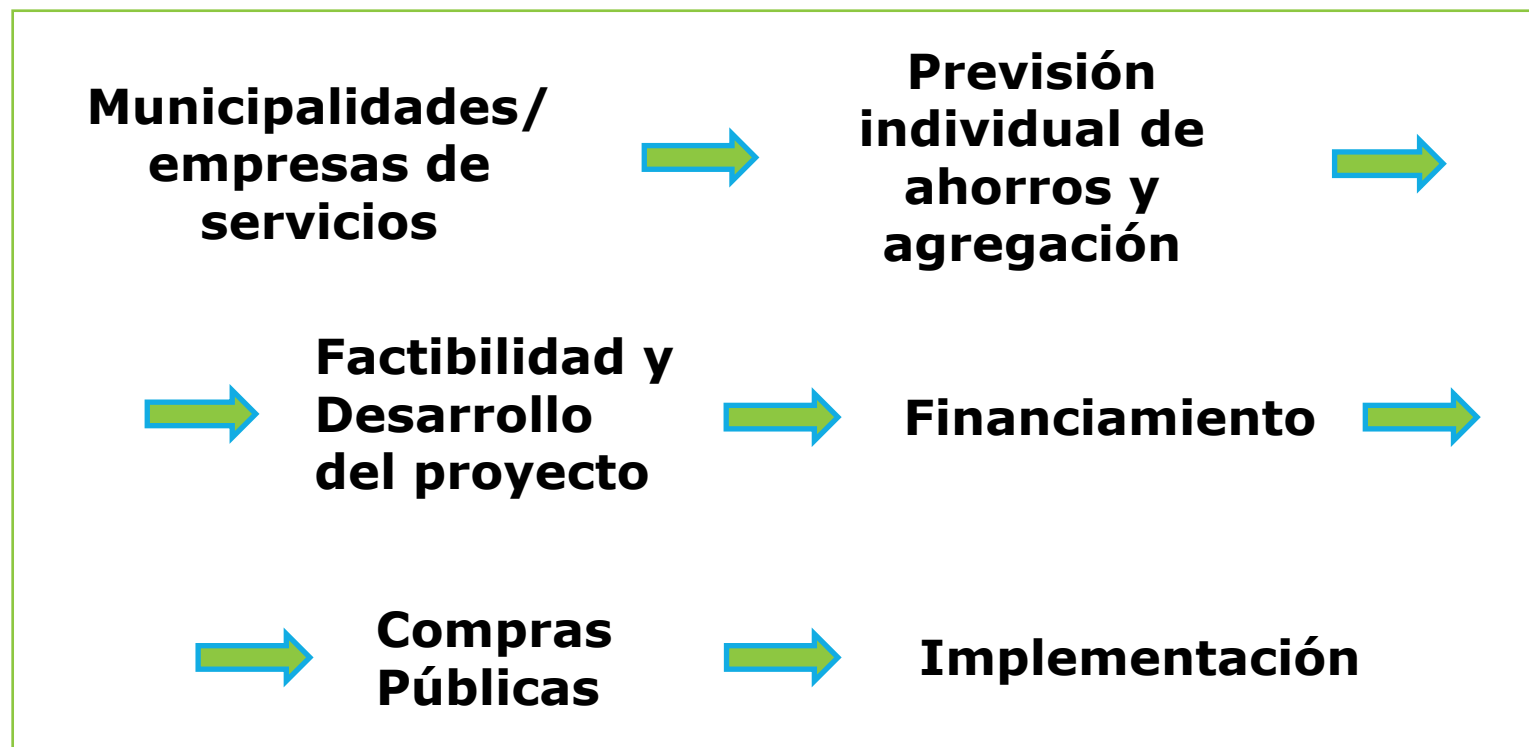 Municipalidades/
empresas de
servicios
Previsión
individual de
ahorros y
agregación
Factibilidad y
Desarrollo
del proyecto
Financiamiento
Compras
Públicas
Implementación